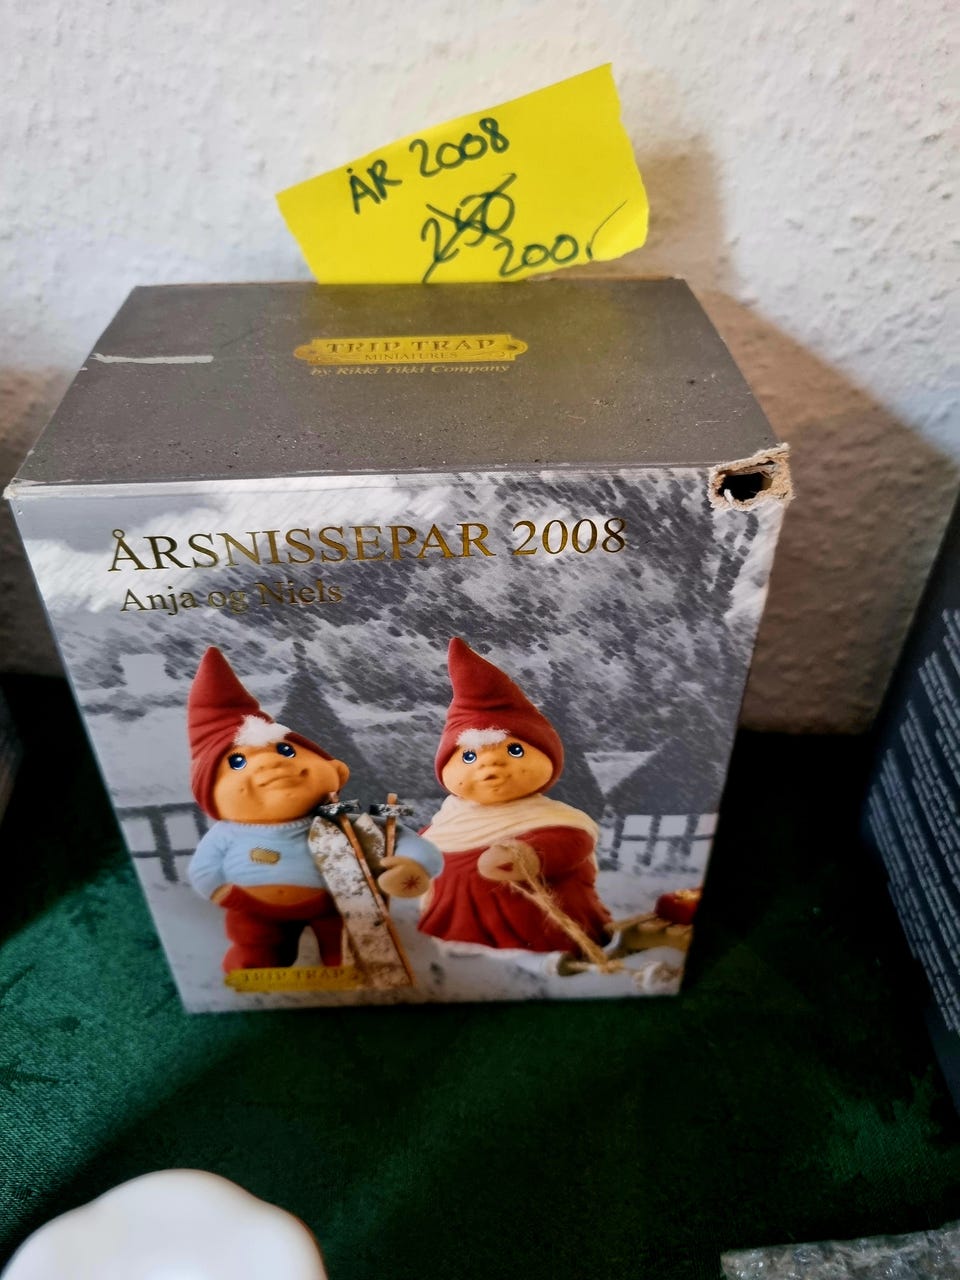 ÅR 2008
250
200,-
TRIP TRAP
MINIATURES
by Rikki Tikki Company
ÅRSNISSEPAR 2008
Anja og Niels
TRIP TRAP